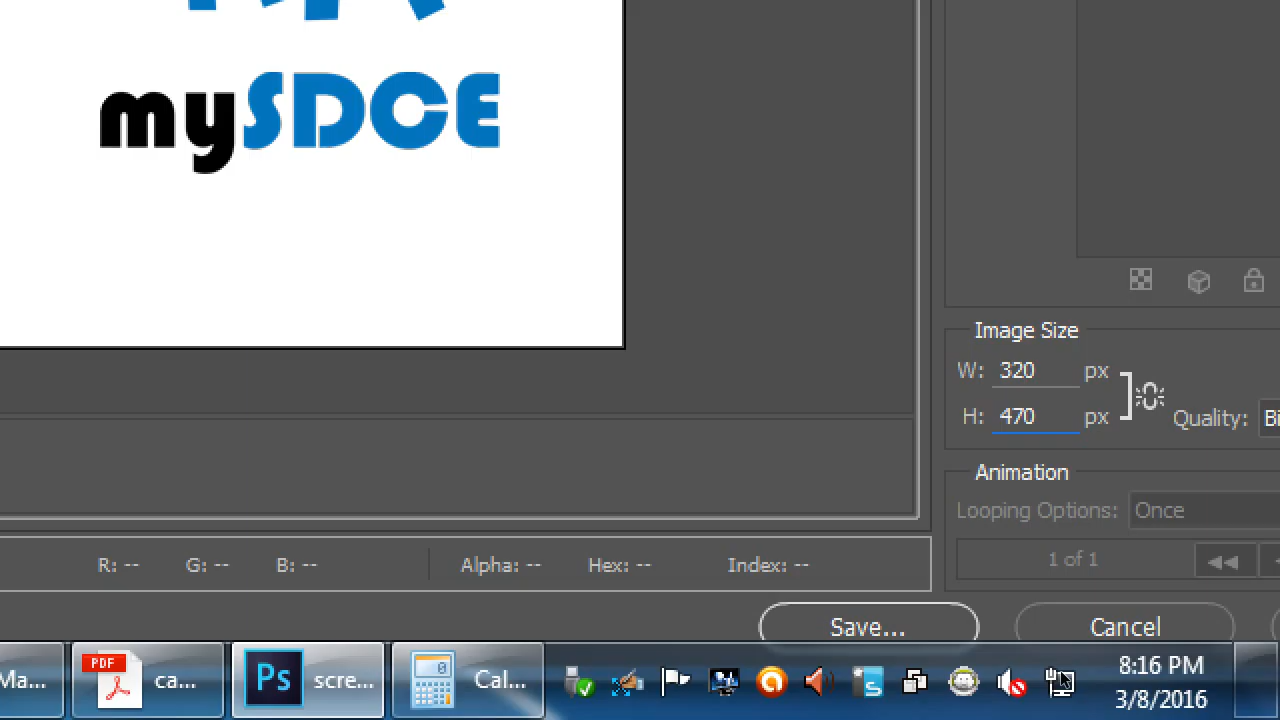 mySDCE
Image Size
W: 320 px
H: 470 px
Quality: Bi
Animation
Looping Options: Once
1 of 1
R: -- G: -- B: -- Alpha: -- Hex: -- Index: --
Save... Cancel
Ma... PDF ca... Ps scre... 0 Cal... S 8:16 PM
3/8/2016